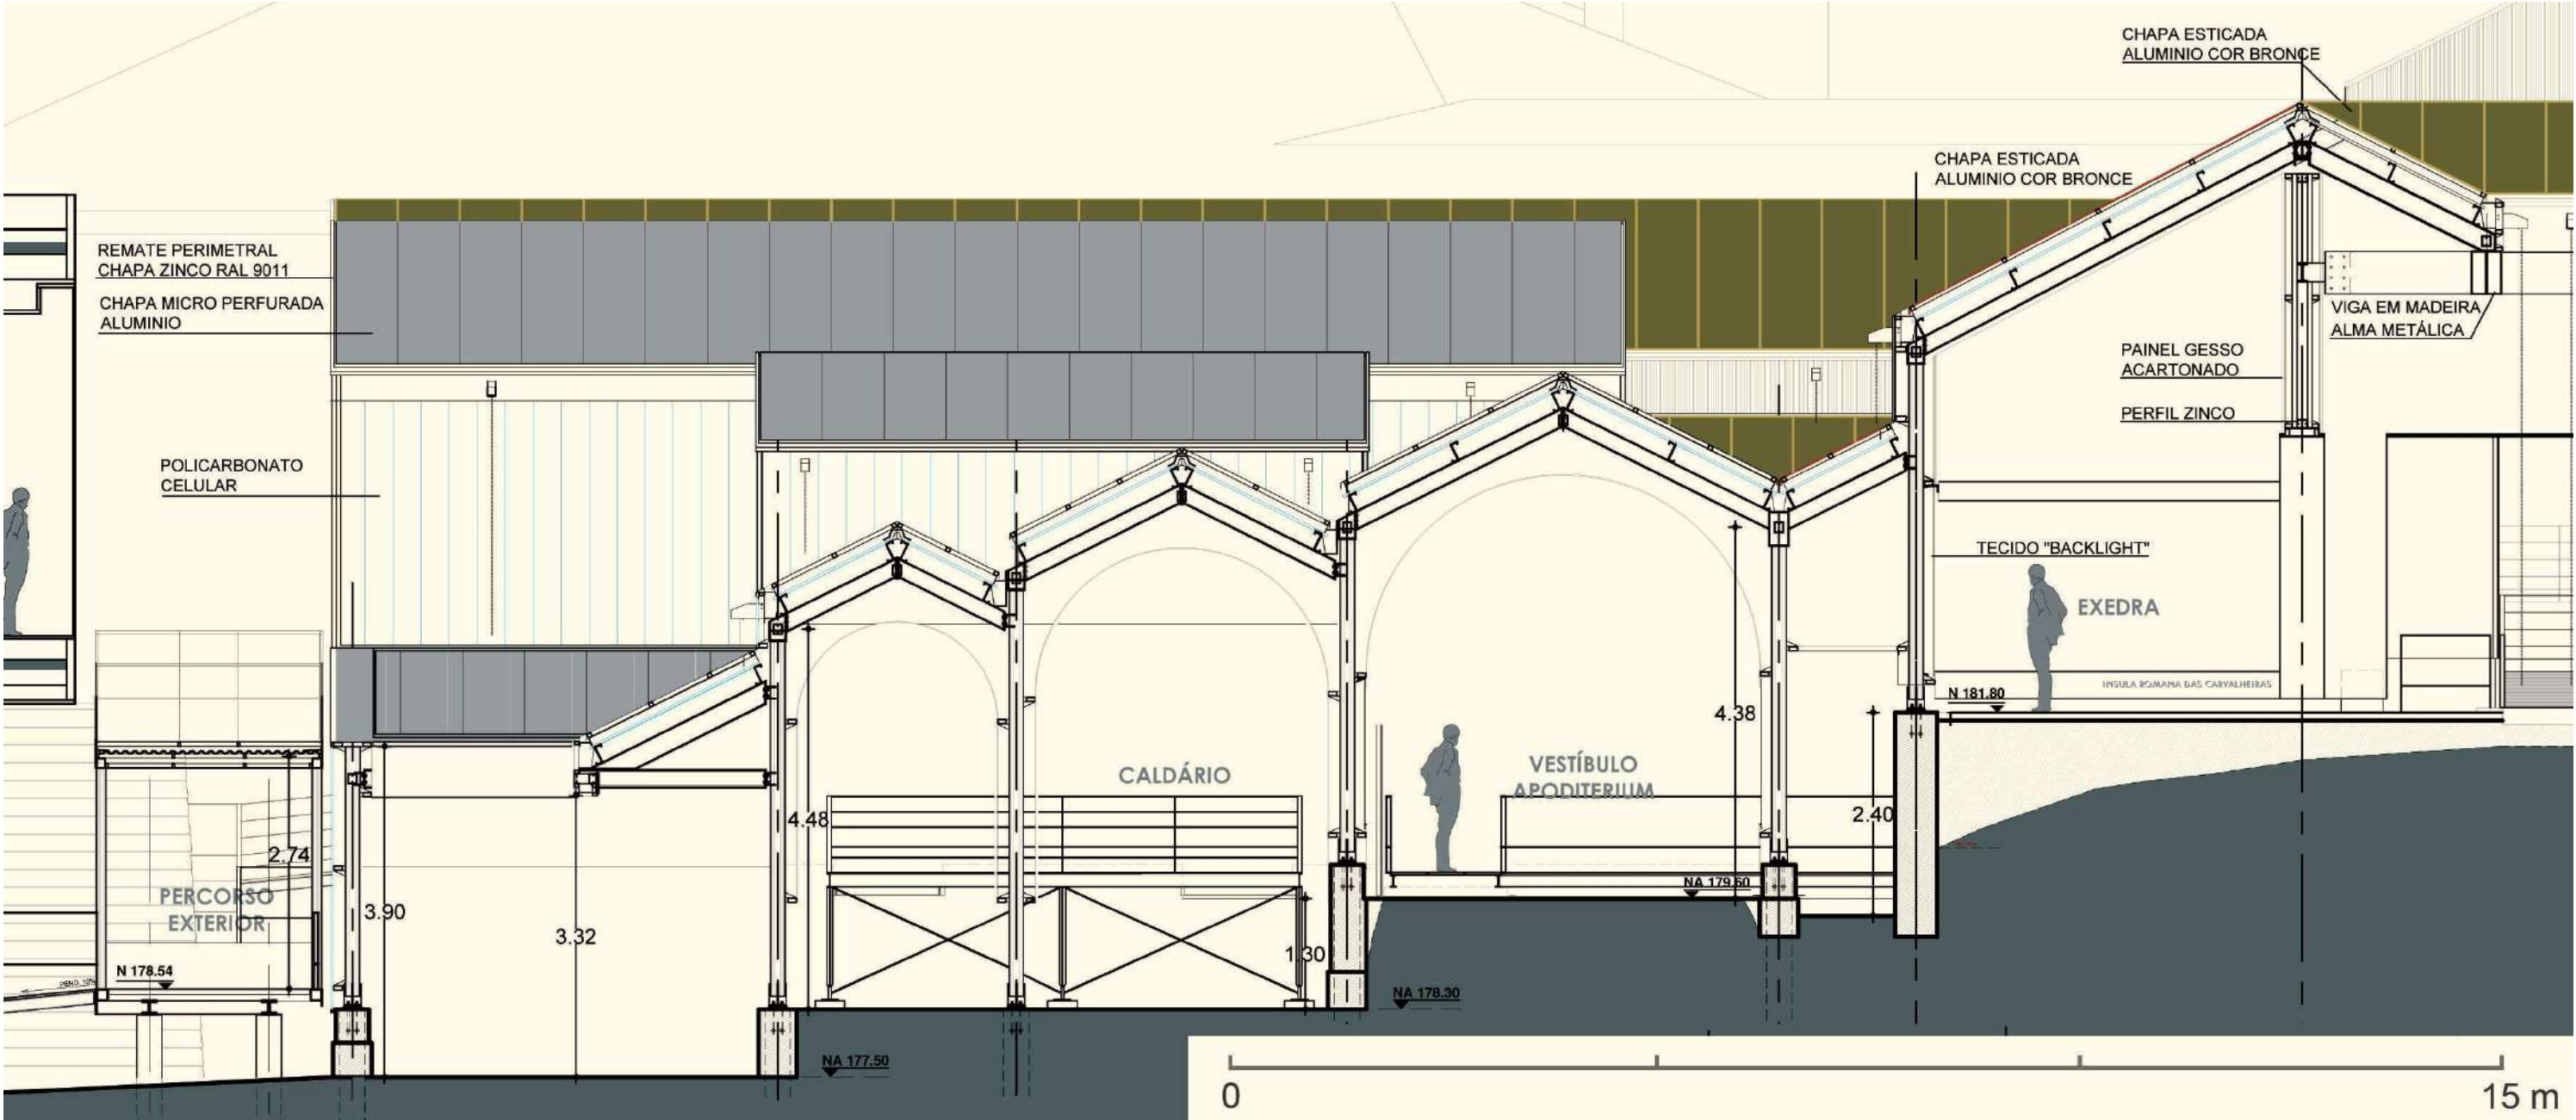 CHAPA ESTICADA
ALUMINIO COR BRONCE
CHAPA ESTICADA
ALUMINIO COR BRONCE
REMATE PERIMETRAL
CHAPA ZINCO RAL 9011
CHAPA MICRO PERFURADA
ALUMINIO
VIGA EM MADEIRA
ALMA METÁLICA
PAINEL GESSO
ACARTONADO
PERFIL ZINCO
POLICARBONATO
CELULAR
TECIDO "BACKLIGHT"
EXEDRA
INSULA ROMANA DAS CARVALHEIRAS
N 181.80
4.38
VESTÍBULO
APODITERIUM
CALDÁRIO
2.40
4.48
2.74
PERCORSO
EXTERIOR
3.90
3.32
NA 179.60
1.30
N 178.54
PEND. 10%
NA 178.30
NA 177.50
0
15 m